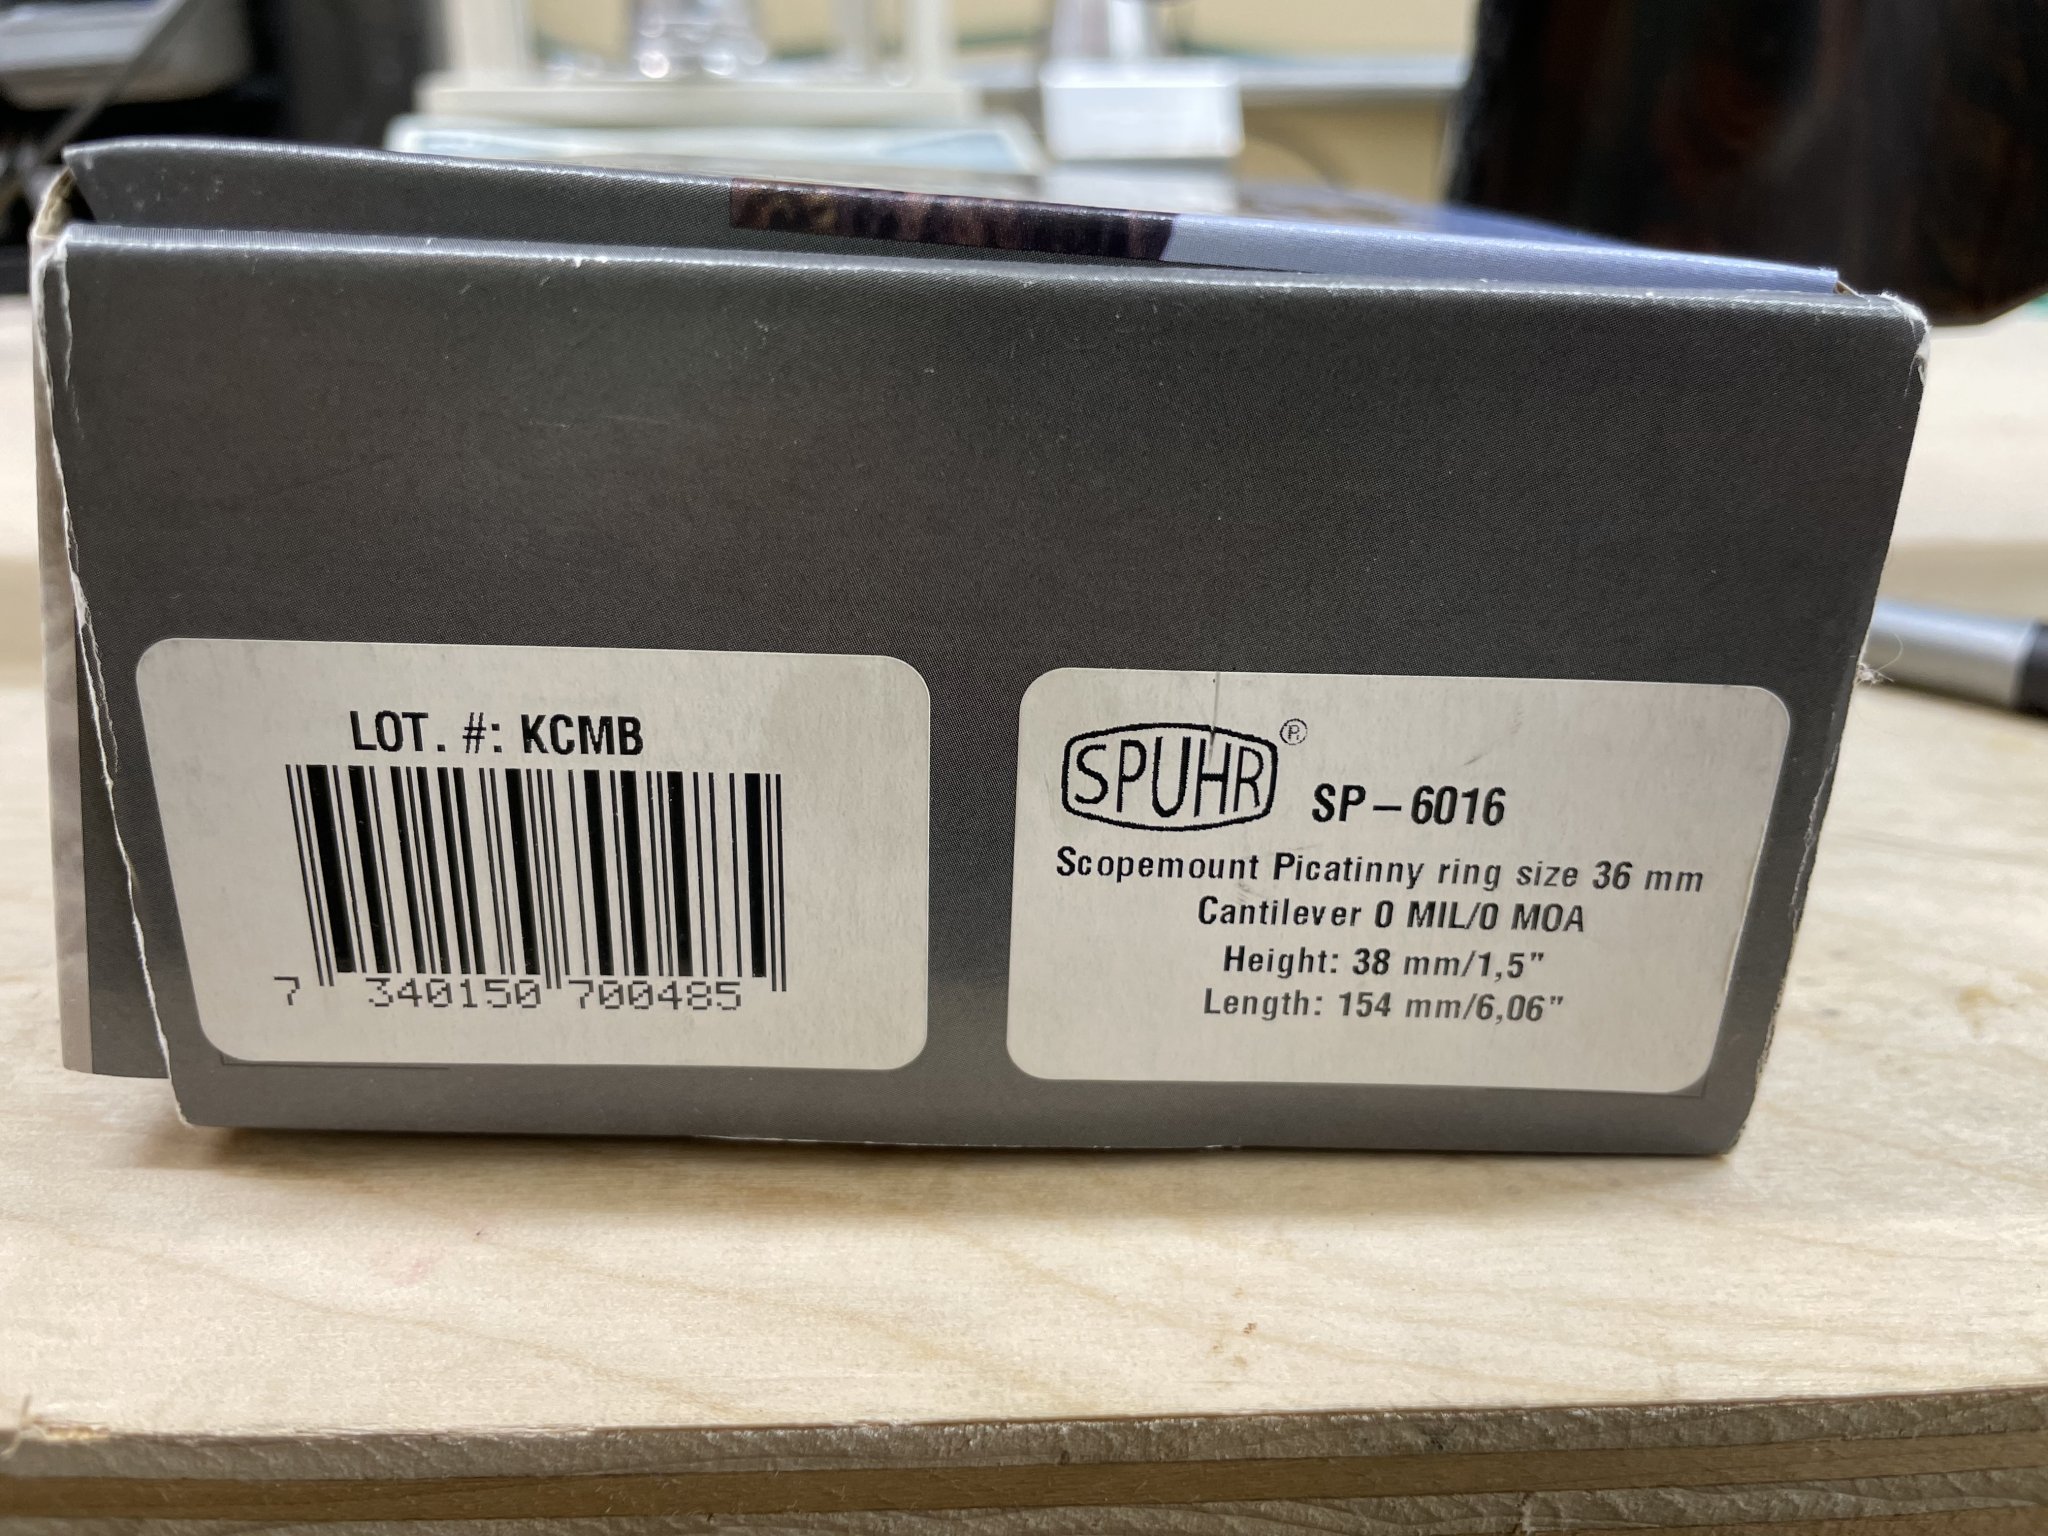 LOT. #: KCMB
7 340150 700485
SPUHR®
SP-6016
Scopemount Picatinny ring size 36 mm
Cantilever 0 MIL/0 MOA
Height: 38 mm/1,5"
Length: 154 mm/6,06"